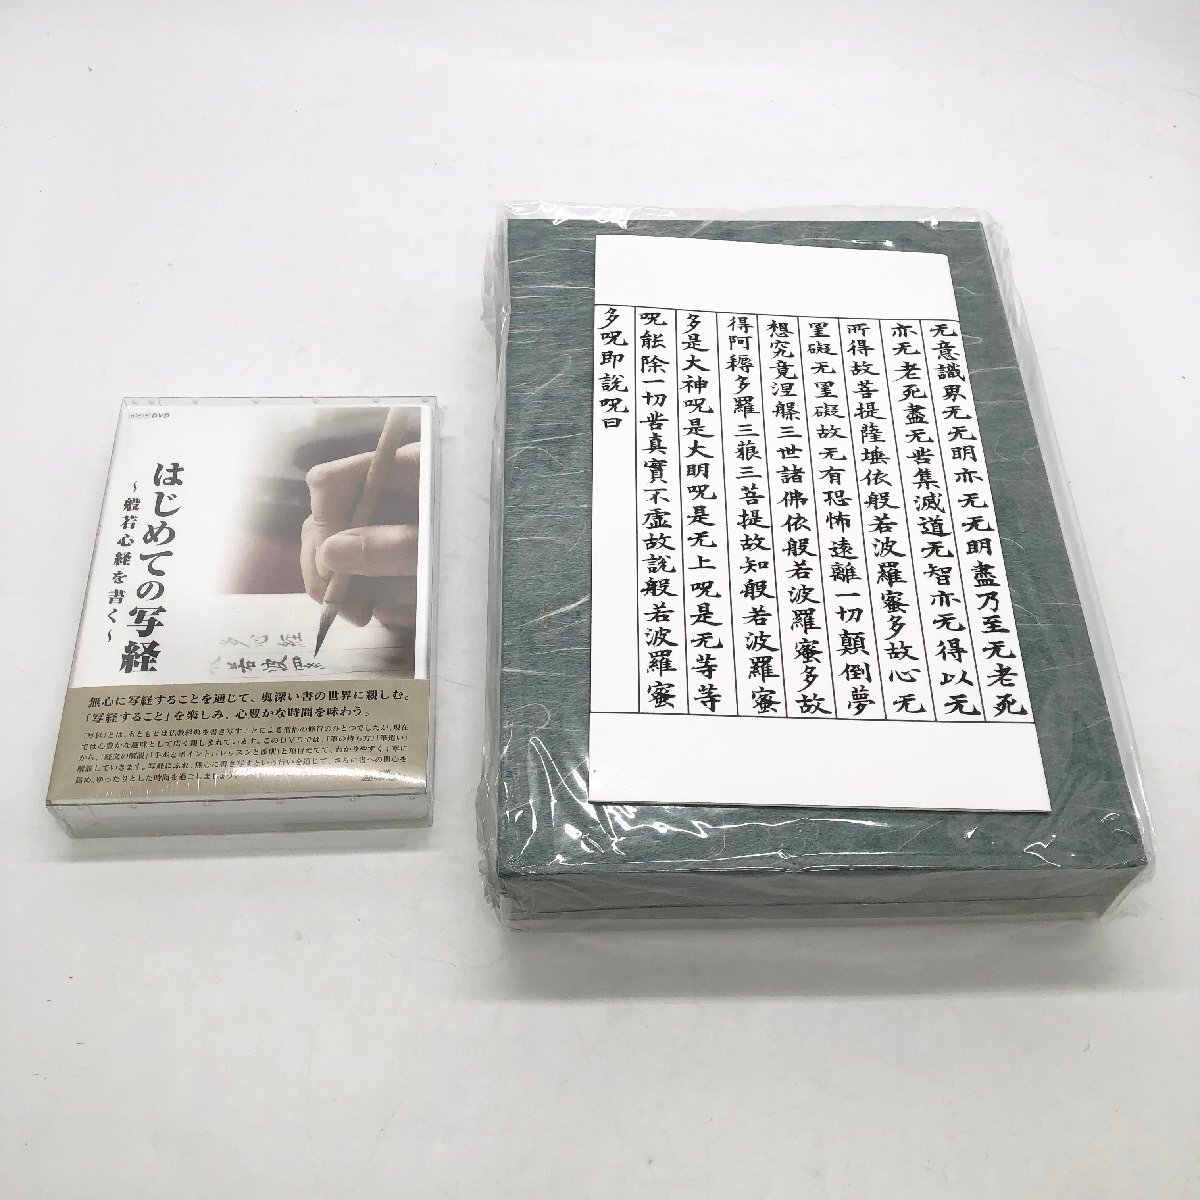 DVD
はじめての写経
～般若心経を書く～
多心経
無心に写経することを通じて、奥深い書の世界に親しむ。
「写経すること」を楽しみ、心豊かな時間を味わう。
无意識界无无明亦无无明盡乃至无老死
亦无老死盡无苦集滅道无智亦无得以无
所得故菩提薩埵依般若波羅蜜多故心无
罣礙无罣礙故无有恐怖遠離一切顛倒夢
想究竟涅槃三世諸佛依般若波羅蜜多故
得阿耨多羅三藐三菩提故知般若波羅蜜
多是大神呪是大明呪是无上呪是无等等
呪能除一切苦真實不虛故說般若波羅蜜
多呪即說呪曰